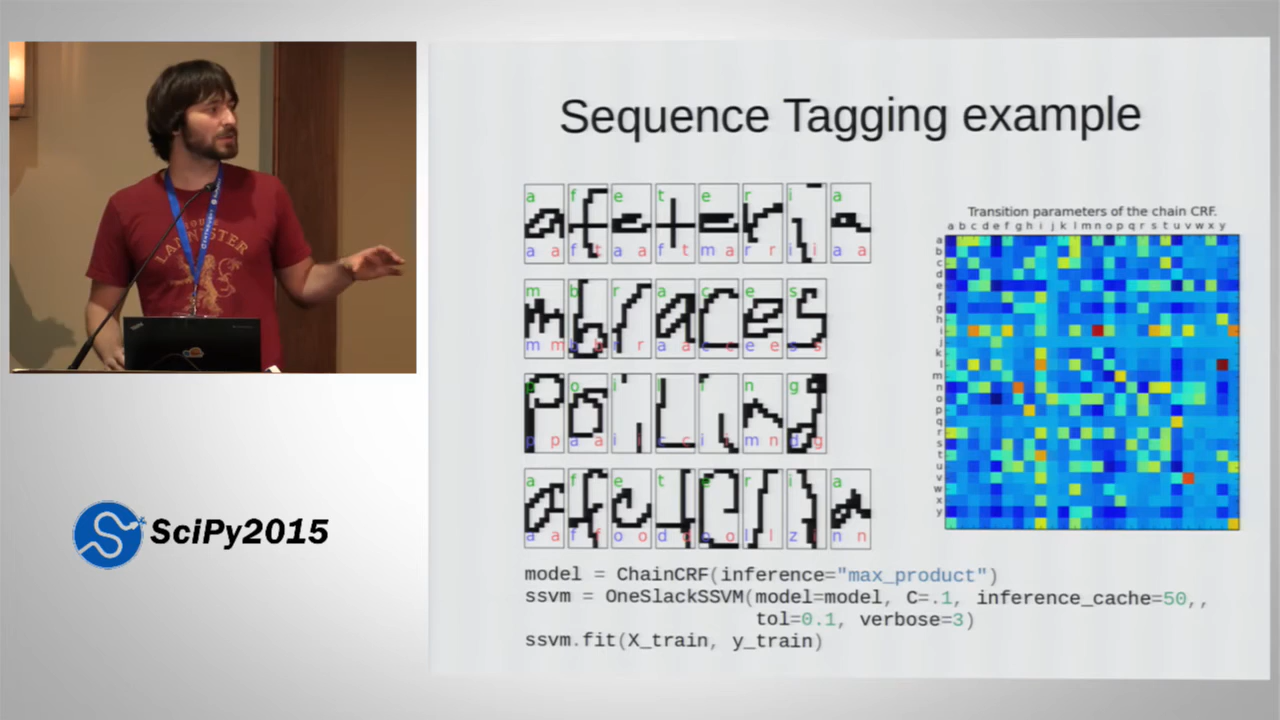 Sequence Tagging example
a f e t e r i a
a a f t a a f t m a r r i i a a
m b r a c e s
m m b b r r a a c c e e s s
p o i l i n g
p p a a i i c r i i m n d g
a f e t e r i a
a a f f o o d d o o l l z i n n
Transition parameters of the chain CRF.
a b c d e f g h i j k l m n o p q r s t u v w x y
a
b
c
d
e
f
g
h
i
j
k
l
m
n
o
p
q
r
s
t
u
v
w
x
y
model = ChainCRF(inference="max_product")
ssvm = OneSlackSSVM(model=model, C=.1, inference_cache=50,,
tol=0.1, verbose=3)
ssvm.fit(X_train, y_train)
SciPy2015